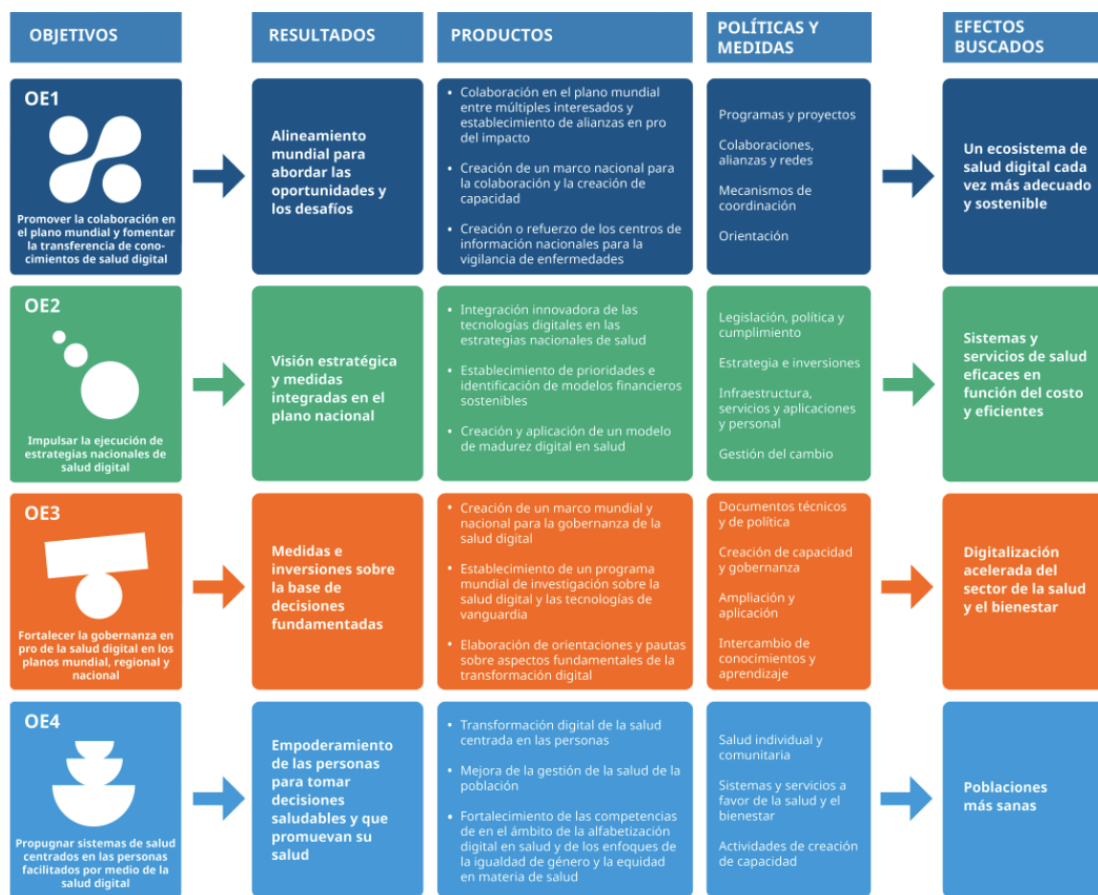 OBJETIVOS
RESULTADOS
PRODUCTOS
POLÍTICAS Y
MEDIDAS
EFECTOS
BUSCADOS
OE1
Promover la colaboración en
el plano mundial y fomentar
la transferencia de cono-
cimientos de salud digital
Alineamiento
mundial para
abordar las
oportunidades y
los desafíos
• Colaboración en el plano mundial
entre múltiples interesados y
establecimiento de alianzas en pro
del impacto
• Creación de un marco nacional para
la colaboración y la creación de
capacidad
• Creación o refuerzo de los centros de
información nacionales para la
vigilancia de enfermedades
Programas y proyectos
Colaboraciones,
alianzas y redes
Mecanismos de
coordinación
Orientación
Un ecosistema de
salud digital cada
vez más adecuado
y sostenible
OE2
Impulsar la ejecución de
estrategias nacionales de
salud digital
Visión estratégica
y medidas
integradas en el
plano nacional
• Integración innovadora de las
tecnologías digitales en las
estrategias nacionales de salud
• Establecimiento de prioridades e
identificación de modelos financieros
sostenibles
• Creación y aplicación de un modelo
de madurez digital en salud
Legislación, política y
cumplimiento
Estrategia e inversiones
Infraestructura,
servicios y aplicaciones
y personal
Gestión del cambio
Sistemas y
servicios de salud
eficaces en
función del costo
y eficientes
OE3
Fortalecer la gobernanza en
pro de la salud digital en los
planos mundial, regional y
nacional
Medidas e
inversiones sobre
la base de
decisiones
fundamentadas
• Creación de un marco mundial y
nacional para la gobernanza de la
salud digital
• Establecimiento de un programa
mundial de investigación sobre la
salud digital y las tecnologías de
vanguardia
• Elaboración de orientaciones y pautas
sobre aspectos fundamentales de la
transformación digital
Documentos técnicos
y de política
Creación de capacidad
y gobernanza
Ampliación y
aplicación
Intercambio de
conocimientos y
aprendizaje
Digitalización
acelerada del
sector de la salud
y el bienestar
OE4
Propugnar sistemas de salud
centrados en las personas
facilitados por medio de la
salud digital
Empoderamiento
de las personas
para tomar
decisiones
saludables y que
promuevan su
salud
• Transformación digital de la salud
centrada en las personas
• Mejora de la gestión de la salud de la
población
• Fortalecimiento de las competencias
de en el ámbito de la alfabetización
digital en salud y de los enfoques de
la igualdad de género y la equidad
en materia de salud
Salud individual y
comunitaria
Sistemas y servicios a
favor de la salud y el
bienestar
Actividades de creación
de capacidad
Poblaciones
más sanas